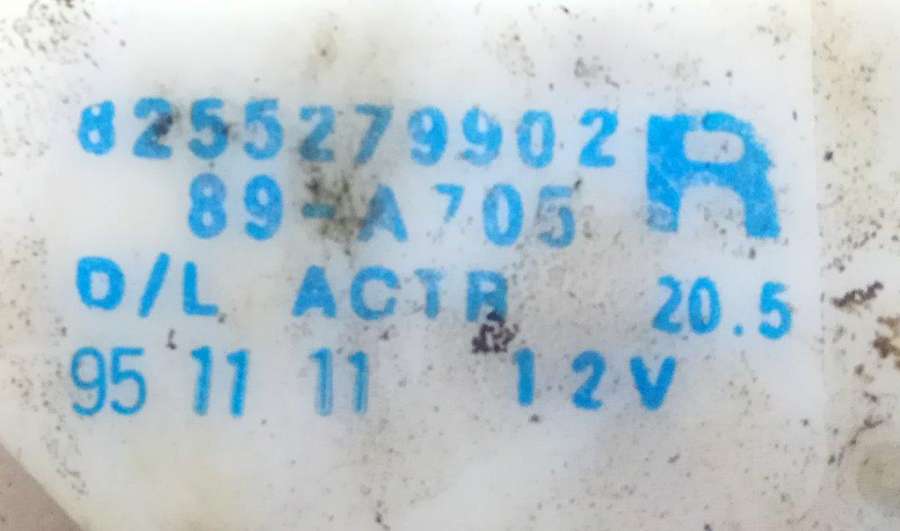 8255279902 R
89-A705
D/L ACTR 20.5
95 11 11 12V